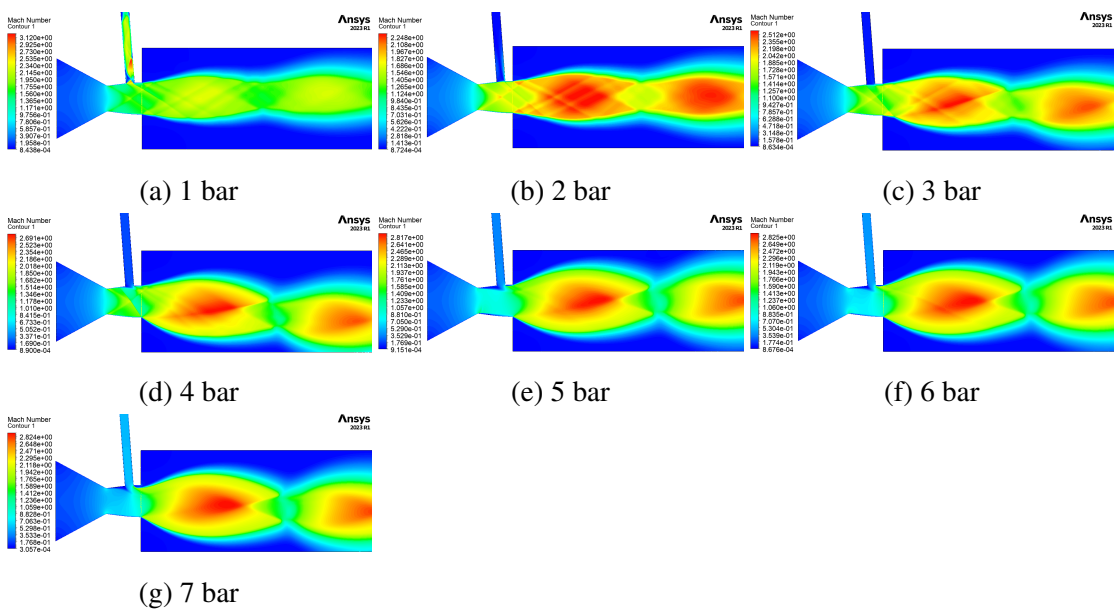 Mach Number
Contour 1
3.120e+00
2.925e+00
2.730e+00
2.535e+00
2.340e+00
2.145e+00
1.950e+00
1.755e+00
1.560e+00
1.365e+00
1.171e+00
9.756e-01
7.806e-01
5.857e-01
3.907e-01
1.958e-01
8.438e-04
Ansys
2023 R1
(a) 1 bar
Mach Number
Contour 1
2.248e+00
2.108e+00
1.967e+00
1.827e+00
1.686e+00
1.546e+00
1.405e+00
1.265e+00
1.124e+00
9.840e-01
8.435e-01
7.031e-01
5.626e-01
4.222e-01
2.818e-01
1.413e-01
8.724e-04
Ansys
2023 R1
(b) 2 bar
Mach Number
Contour 1
2.512e+00
2.355e+00
2.198e+00
2.042e+00
1.885e+00
1.728e+00
1.571e+00
1.414e+00
1.257e+00
1.100e+00
9.427e-01
7.857e-01
6.288e-01
4.718e-01
3.148e-01
1.578e-01
8.634e-04
Ansys
2023 R1
(c) 3 bar
Mach Number
Contour 1
2.691e+00
2.523e+00
2.354e+00
2.186e+00
2.018e+00
1.850e+00
1.682e+00
1.514e+00
1.346e+00
1.178e+00
1.010e+00
8.415e-01
6.733e-01
5.052e-01
3.371e-01
1.690e-01
8.900e-04
Ansys
2023 R1
(d) 4 bar
Mach Number
Contour 1
2.817e+00
2.641e+00
2.465e+00
2.289e+00
2.113e+00
1.937e+00
1.761e+00
1.585e+00
1.409e+00
1.233e+00
1.057e+00
8.810e-01
7.050e-01
5.290e-01
3.529e-01
1.769e-01
9.151e-04
Ansys
2023 R1
(e) 5 bar
Mach Number
Contour 1
2.825e+00
2.649e+00
2.472e+00
2.296e+00
2.119e+00
1.943e+00
1.766e+00
1.590e+00
1.413e+00
1.237e+00
1.060e+00
8.835e-01
7.070e-01
5.304e-01
3.539e-01
1.774e-01
8.676e-04
Ansys
2023 R1
(f) 6 bar
Mach Number
Contour 1
2.824e+00
2.648e+00
2.471e+00
2.295e+00
2.118e+00
1.942e+00
1.765e+00
1.589e+00
1.412e+00
1.236e+00
1.059e+00
8.828e-01
7.063e-01
5.298e-01
3.533e-01
1.768e-01
3.057e-04
Ansys
2023 R1
(g) 7 bar